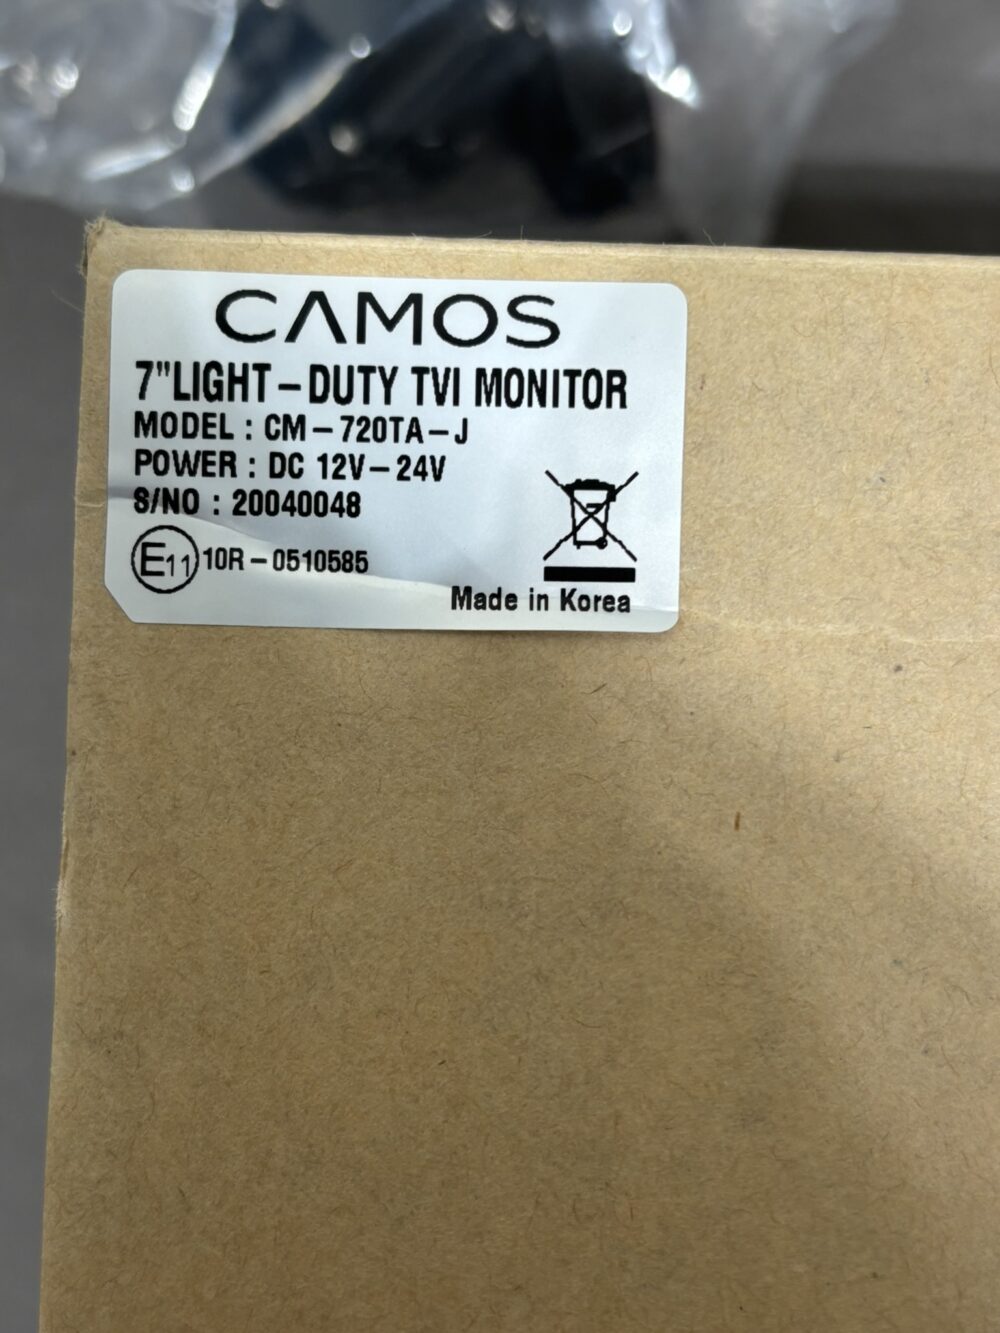 CAMOS
7"LIGHT-DUTY TVI MONITOR
MODEL : CM-720TA-J
POWER : DC 12V-24V
S/NO : 20040048
E11 10R-0510585
Made in Korea